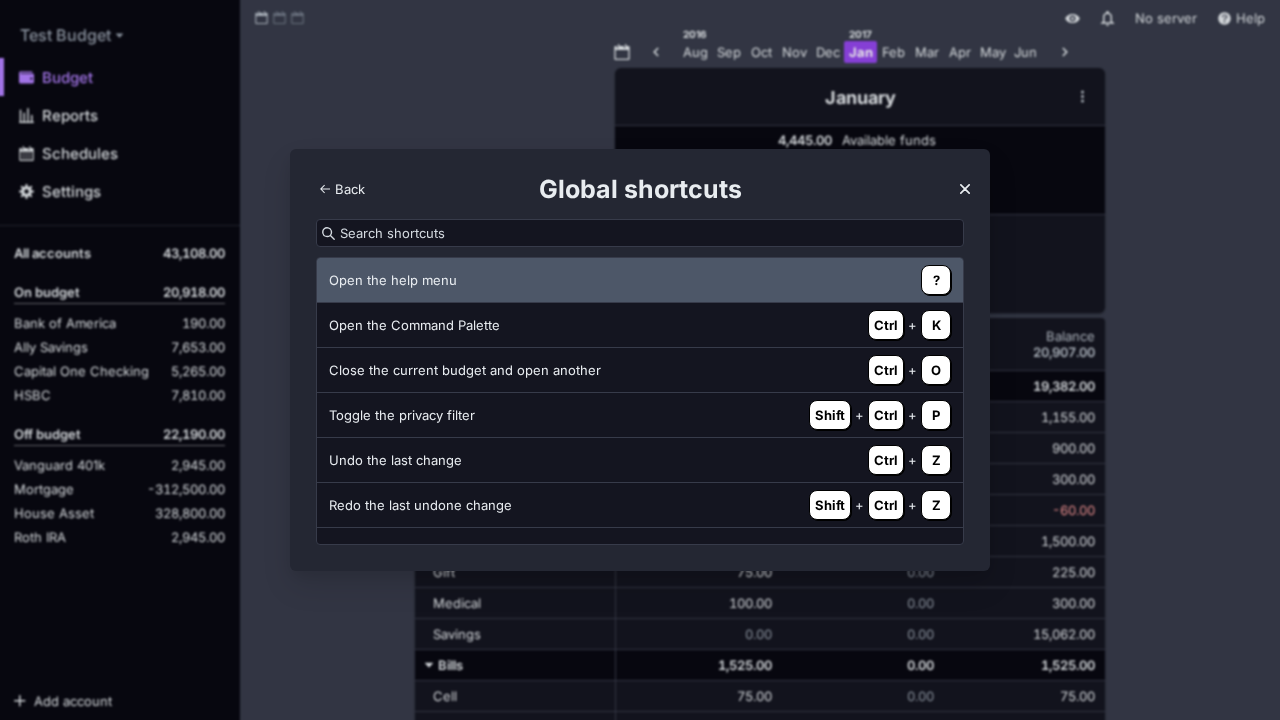 Test Budget
Budget
Reports
Schedules
Settings
All accounts 43,108.00
On budget 20,918.00
Bank of America 190.00
Ally Savings 7,653.00
Capital One Checking 5,265.00
HSBC 7,810.00
Off budget 22,190.00
Vanguard 401k 2,945.00
Mortgage -312,500.00
House Asset 328,800.00
Roth IRA 2,945.00
Add account
No server
Help
2016 2017
Aug Sep Oct Nov Dec Jan Feb Mar Apr May Jun
January
4,445.00 Available funds
Back
Global shortcuts
Search shortcuts
Open the help menu ?
Open the Command Palette Ctrl + K
Close the current budget and open another Ctrl + O
Toggle the privacy filter Shift + Ctrl + P
Undo the last change Ctrl + Z
Redo the last undone change Shift + Ctrl + Z
Balance
20,907.00
19,382.00
1,155.00
900.00
300.00
-60.00
1,500.00
Gift 75.00 0.00 225.00
Medical 100.00 0.00 300.00
Savings 0.00 0.00 15,062.00
Bills 1,525.00 0.00 1,525.00
Cell 75.00 0.00 75.00